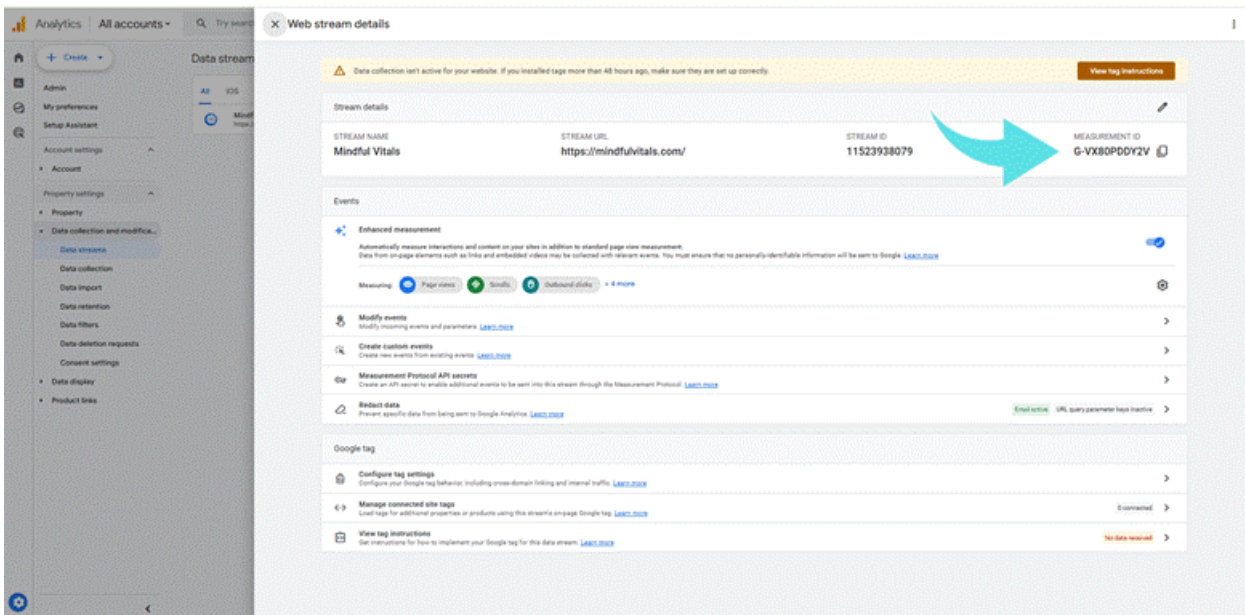 Analytics
All accounts
Try searc
Web stream details
Create
Data stream
Admin
My preferences
Setup Assistant
Account settings
Account
Property settings
Property
Data collection and modifica...
Data streams
Data collection
Data import
Data retention
Data filters
Data deletion requests
Consent settings
Data display
Product links
All iOS
Mindf
https:/
Data collection isn't active for your website. If you installed tags more than 48 hours ago, make sure they are set up correctly.
View tag instructions
Stream details
STREAM NAME STREAM URL STREAM ID MEASUREMENT ID
Mindful Vitals https://mindfulvitals.com/ 11523938079 G-VX80PDDY2V
Events
Enhanced measurement
Automatically measure interactions and content on your sites in addition to standard page view measurement.
Data from on-page elements such as links and embedded videos may be collected with relevant events. You must ensure that no personally-identifiable information will be sent to Google. Learn more
Measuring: Page views Scrolls Outbound clicks + 4 more
Modify events
Modify incoming events and parameters. Learn more
Create custom events
Create new events from existing events. Learn more
Measurement Protocol API secrets
Create an API secret to enable additional events to be sent into this stream through the Measurement Protocol. Learn more
Redact data
Prevent specific data from being sent to Google Analytics. Learn more
Email active URL query parameter keys inactive
Google tag
Configure tag settings
Configure your Google tag behavior, including cross-domain linking and internal traffic. Learn more
Manage connected site tags
Load tags for additional properties or products using this stream's on-page Google tag. Learn more
0 connected
View tag instructions
Get instructions for how to implement your Google tag for this data stream. Learn more
No data received